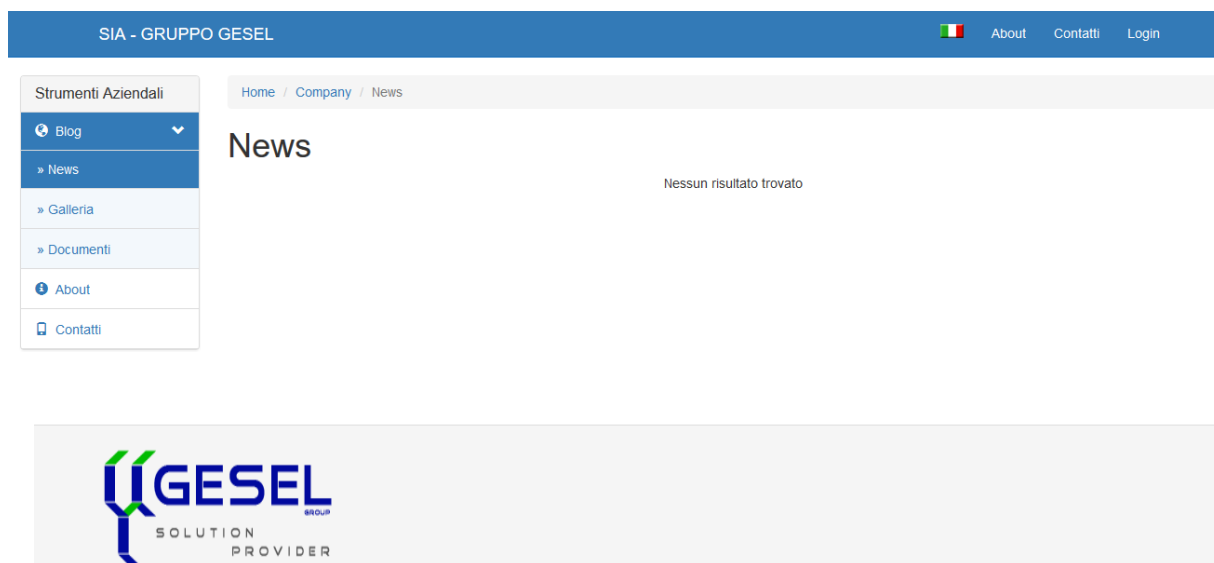 SIA - GRUPPO GESEL
About Contatti Login
Strumenti Aziendali
Blog
» News
» Galleria
» Documenti
About
Contatti
Home / Company / News
News
Nessun risultato trovato
GESEL
GROUP
SOLUTION
PROVIDER